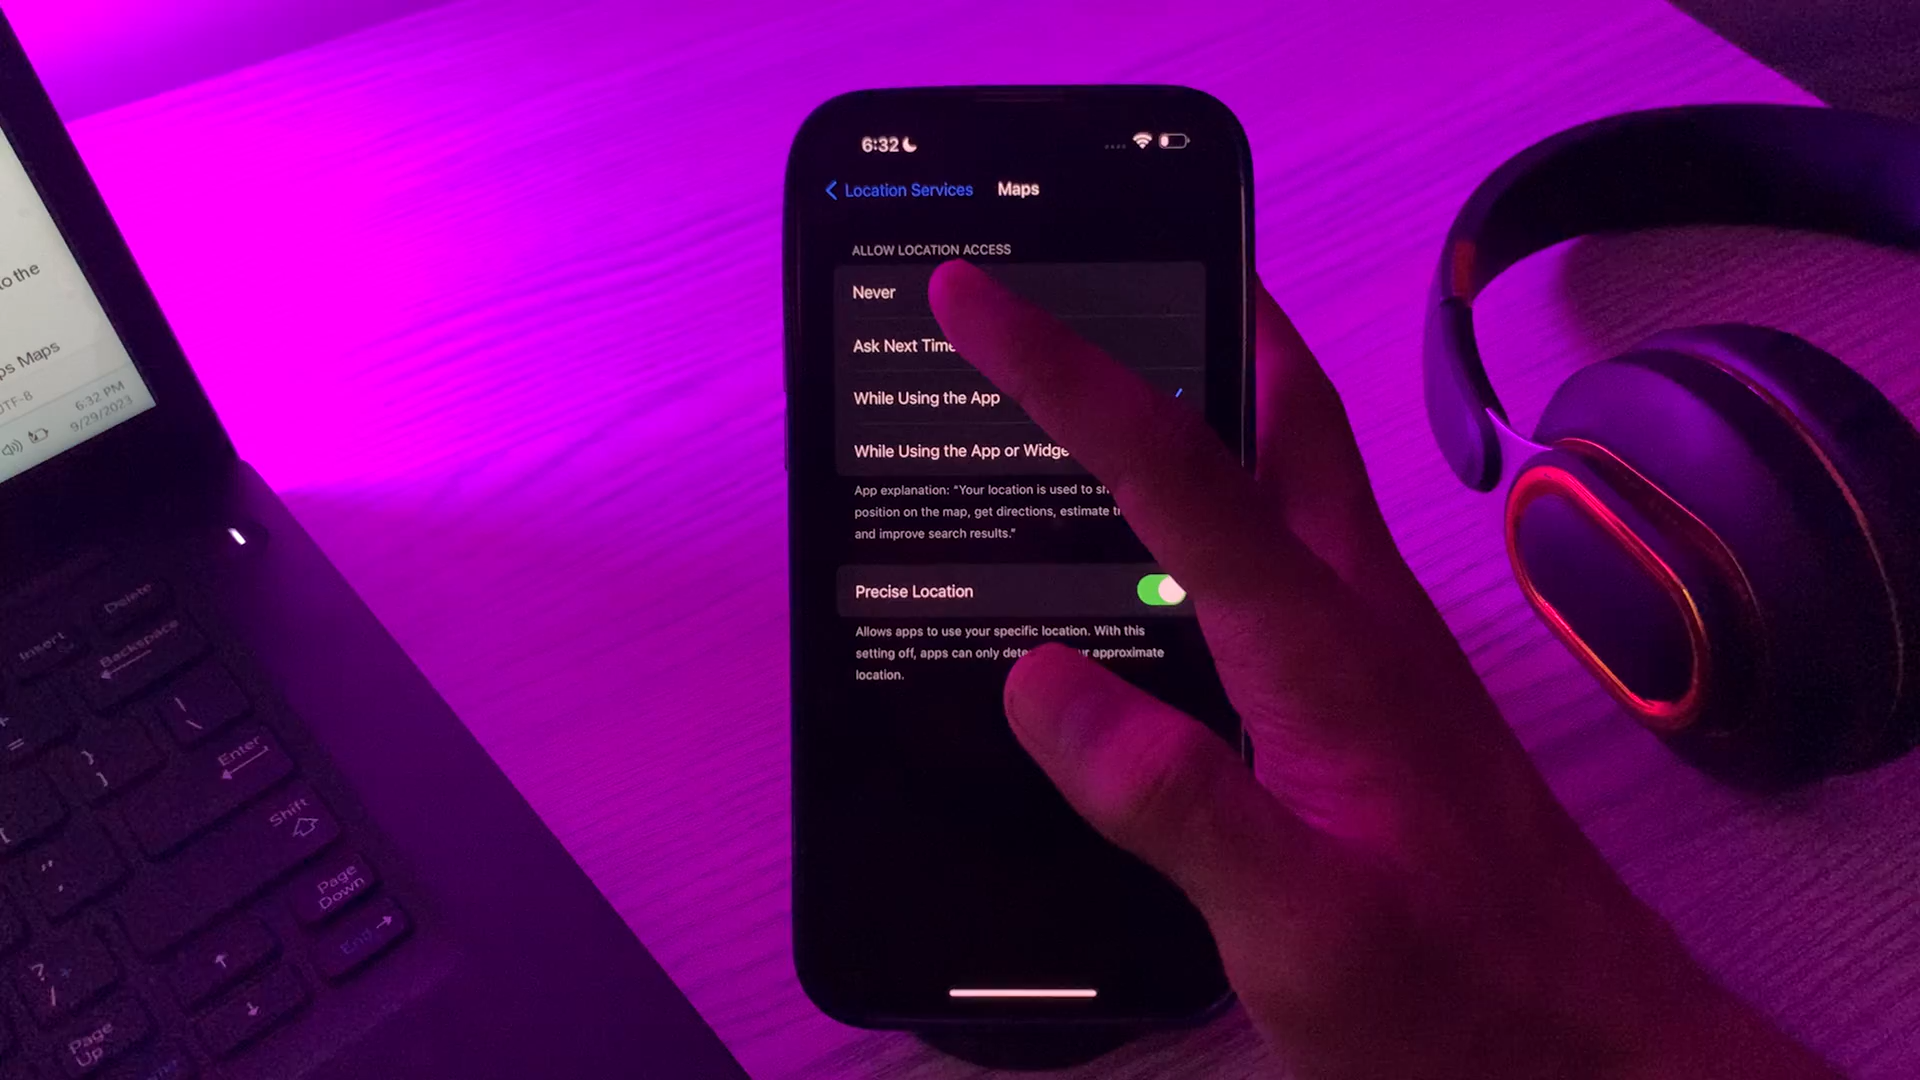 o the
ps Maps
UTF-8
6:32 PM
9/29/2023
6:32
Location Services
Maps
ALLOW LOCATION ACCESS
Never
Ask Next Time
While Using the App
While Using the App or Widge
App explanation: "Your location is used to sh
position on the map, get directions, estimate t
and improve search results."
Precise Location
Allows apps to use your specific location. With this
setting off, apps can only dete r approximate
location.
Delete
Insert
Backspace
+
=
|
\
}
]
Enter
Shift
"
'
Page
Down
End
?
/
Page
Up